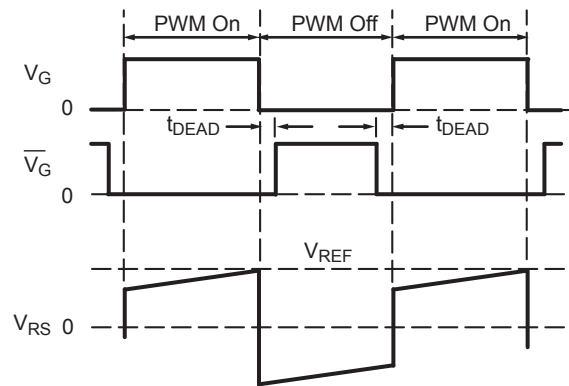 PWM On PWM Off PWM On
V_G
0
t_DEAD t_DEAD
V̅_G̅
0
V_REF
V_RS 0